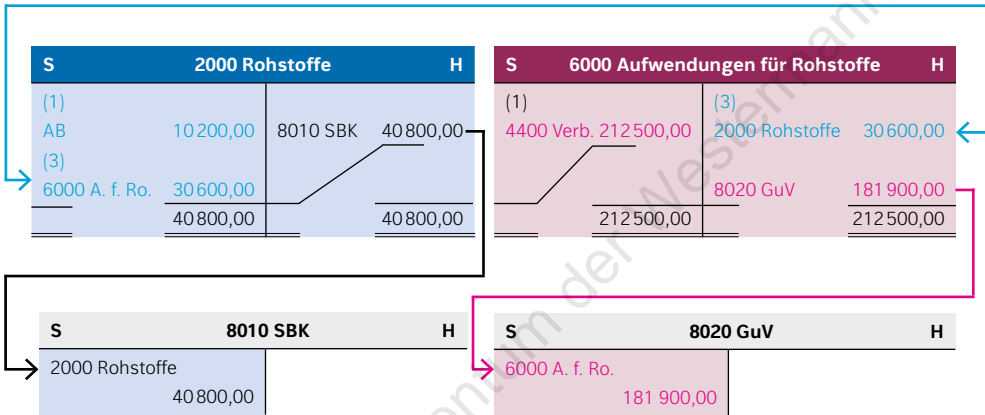 S 2000 Rohstoffe H
(1)
AB 10 200,00 8010 SBK 40 800,00
(3)
6000 A. f. Ro. 30 600,00
40 800,00 40 800,00
S 6000 Aufwendungen für Rohstoffe H
(1) (3)
4400 Verb. 212 500,00 2000 Rohstoffe 30 600,00
8020 GuV 181 900,00
212 500,00 212 500,00
S 8010 SBK H
2000 Rohstoffe
40 800,00
S 8020 GuV H
6000 A. f. Ro.
181 900,00
entum der Westermann